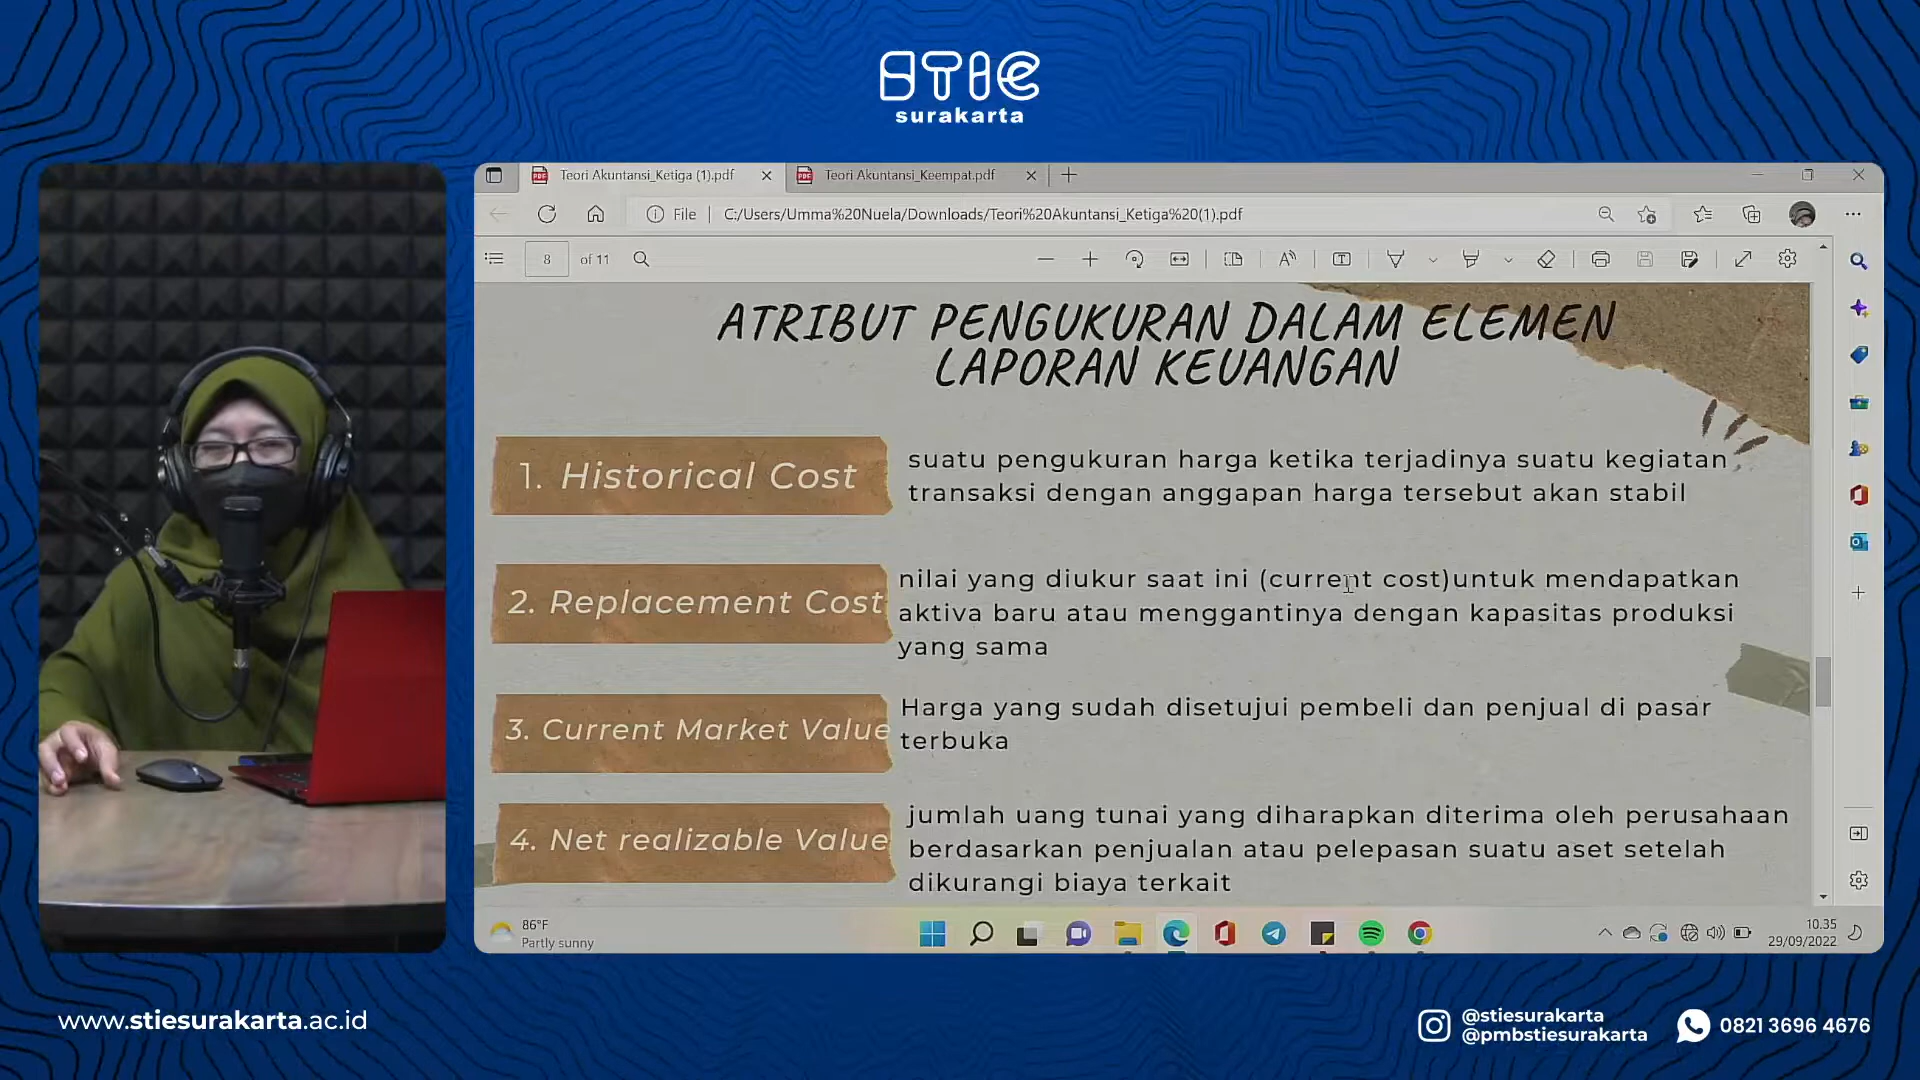 STIE
surakarta
Teori Akuntansi_Ketiga (1).pdf
Teori Akuntansi_Keempat.pdf
File
C:/Users/Umma%20Nuela/Downloads/Teori%20Akuntansi_Ketiga%20(1).pdf
8 of 11
ATRIBUT PENGUKURAN DALAM ELEMEN
LAPORAN KEUANGAN
1. Historical Cost
suatu pengukuran harga ketika terjadinya suatu kegiatan
transaksi dengan anggapan harga tersebut akan stabil
2. Replacement Cost
nilai yang diukur saat ini (current cost)untuk mendapatkan
aktiva baru atau menggantinya dengan kapasitas produksi
yang sama
3. Current Market Value
Harga yang sudah disetujui pembeli dan penjual di pasar
terbuka
4. Net realizable Value
jumlah uang tunai yang diharapkan diterima oleh perusahaan
berdasarkan penjualan atau pelepasan suatu aset setelah
dikurangi biaya terkait
86°F
Partly sunny
10.35
29/09/2022
www.stiesurakarta.ac.id
@stiesurakarta
@pmbstiesurakarta
0821 3696 4676